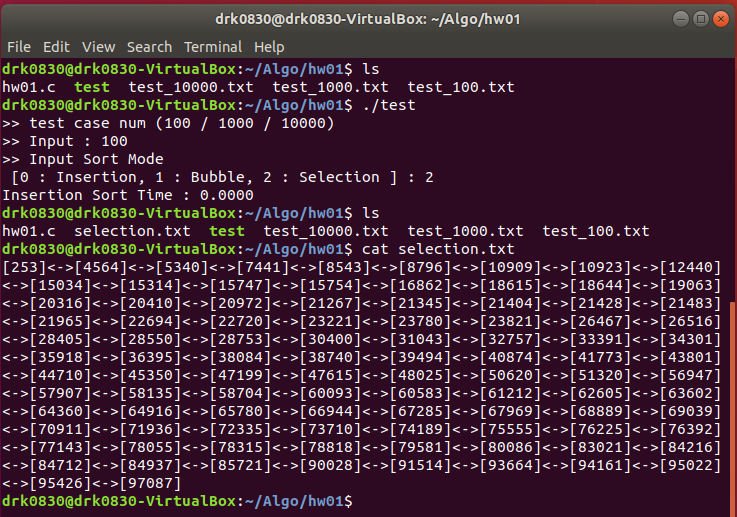 drk0830@drk0830-VirtualBox: ~/Algo/hw01
File Edit View Search Terminal Help
drk0830@drk0830-VirtualBox:~/Algo/hw01$ ls
hw01.c  test  test_10000.txt  test_1000.txt  test_100.txt
drk0830@drk0830-VirtualBox:~/Algo/hw01$ ./test
>> test case num (100 / 1000 / 10000)
>> Input : 100
>> Input Sort Mode
 [0 : Insertion, 1 : Bubble, 2 : Selection ] : 2
Insertion Sort Time : 0.0000
drk0830@drk0830-VirtualBox:~/Algo/hw01$ ls
hw01.c  selection.txt  test  test_10000.txt  test_1000.txt  test_100.txt
drk0830@drk0830-VirtualBox:~/Algo/hw01$ cat selection.txt
[253]<->[4564]<->[5340]<->[7441]<->[8543]<->[8796]<->[10909]<->[10923]<->[12440]
<->[15034]<->[15314]<->[15747]<->[15754]<->[16862]<->[18615]<->[18644]<->[19063]
<->[20316]<->[20410]<->[20972]<->[21267]<->[21345]<->[21404]<->[21428]<->[21483]
<->[21965]<->[22694]<->[22720]<->[23221]<->[23780]<->[23821]<->[26467]<->[26516]
<->[28405]<->[28550]<->[28753]<->[30400]<->[31043]<->[32757]<->[33391]<->[34301]
<->[35918]<->[36395]<->[38084]<->[38740]<->[39494]<->[40874]<->[41773]<->[43801]
<->[44710]<->[45350]<->[47199]<->[47615]<->[48025]<->[50620]<->[51320]<->[56947]
<->[57907]<->[58135]<->[58704]<->[60093]<->[60583]<->[61212]<->[62605]<->[63602]
<->[64360]<->[64916]<->[65780]<->[66944]<->[67285]<->[67969]<->[68889]<->[69039]
<->[70911]<->[71936]<->[72335]<->[73710]<->[74189]<->[75555]<->[76225]<->[76392]
<->[77143]<->[78055]<->[78315]<->[78818]<->[79581]<->[80086]<->[83021]<->[84216]
<->[84712]<->[84937]<->[85721]<->[90028]<->[91514]<->[93664]<->[94161]<->[95022]
<->[95426]<->[97087]
drk0830@drk0830-VirtualBox:~/Algo/hw01$